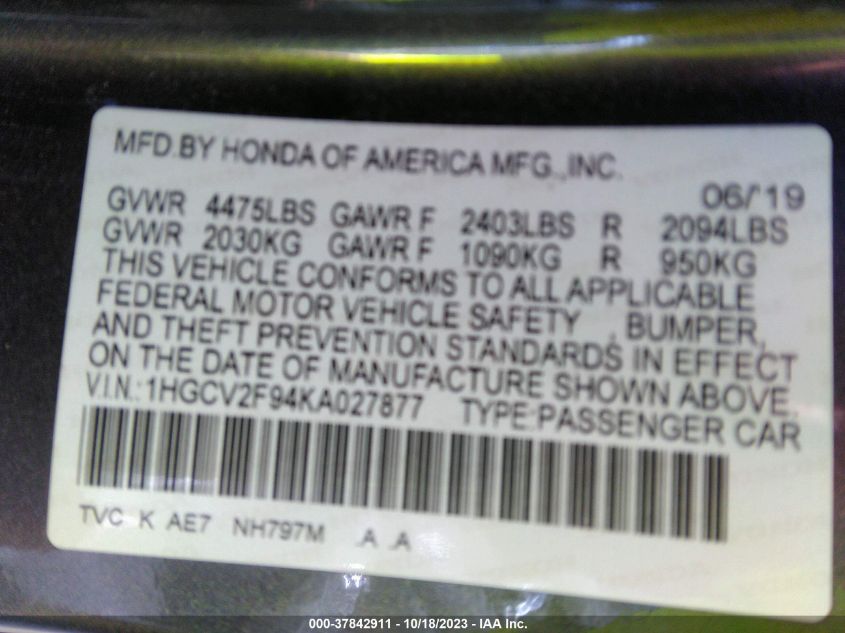 MFD.BY HONDA OF AMERICA MFG.,INC.
06/19
GVWR 4475LBS GAWR F 2403LBS R 2094LBS
GVWR 2030KG GAWR F 1090KG R 950KG
THIS VEHICLE CONFORMS TO ALL APPLICABLE
FEDERAL MOTOR VEHICLE SAFETY , BUMPER,
AND THEFT PREVENTION STANDARDS IN EFFECT
ON THE DATE OF MANUFACTURE SHOWN ABOVE.
V.I.N.:1HGCV2F94KA027877 TYPE:PASSENGER CAR
TVC K AE7 NH797M .A .A
000-37842911 - 10/18/2023 - IAA Inc.